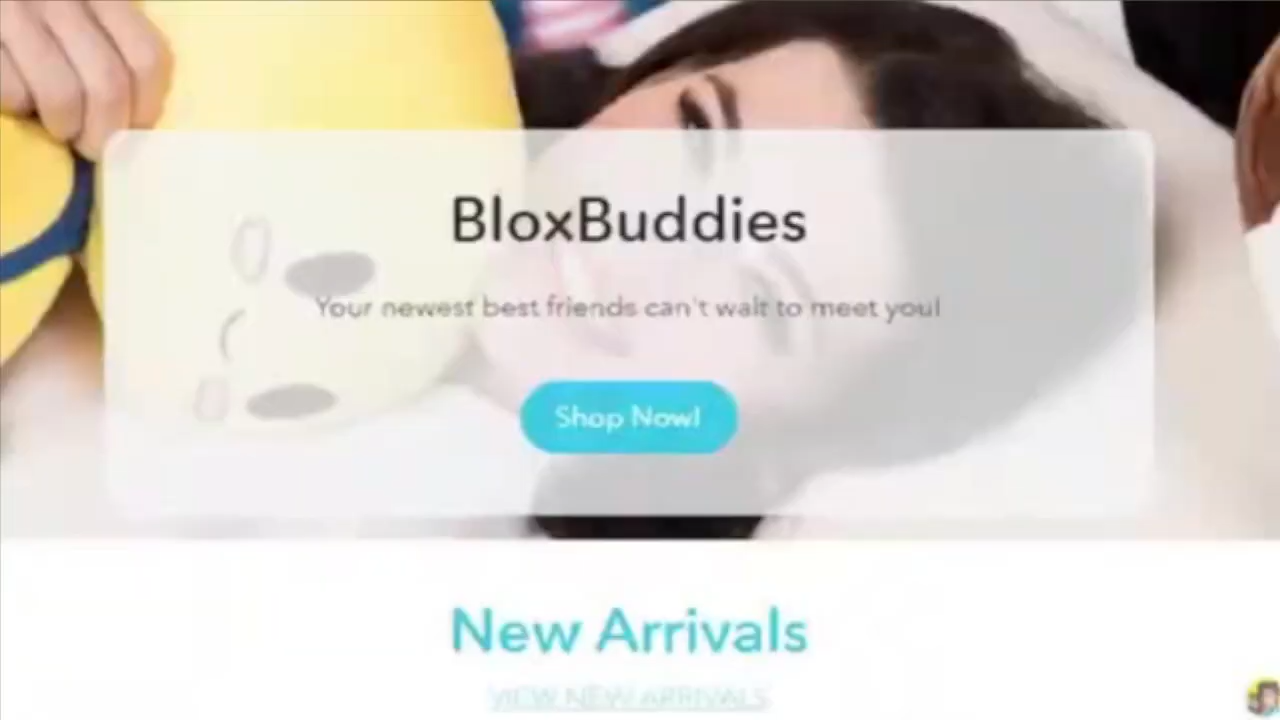 BloxBuddies
Your newest best friends can't wait to meet you!
Shop Now!
New Arrivals
VIEW NEW ARRIVALS